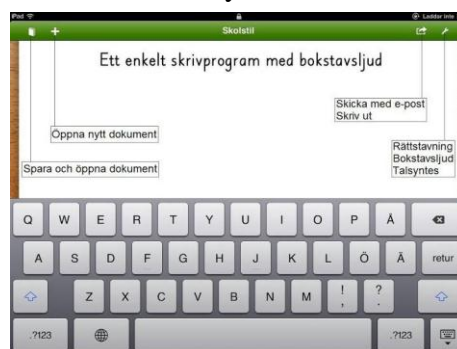 iPad
Laddar inte
Skolstil
Ett enkelt skrivprogram med bokstavsljud
Skicka med e-post
Skriv ut
Öppna nytt dokument
Rättstavning
Bokstavsljud
Talsyntes
Spara och öppna dokument
Q W E R T Y U I O P Å
A S D F G H J K L Ö Ä retur
Z X C V B N M ! , ? .
.?123 .?123